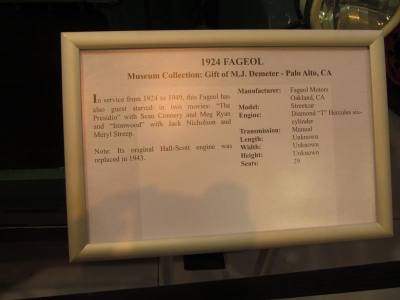 1924 FAGEOL
Museum Collection: Gift of M.J. Demeter - Palo Alto, CA
In service from 1924 to 1949, this Fageol has
also guest starred in two movies: "The
Presidio" with Sean Connery and Meg Ryan
and "Ironwood" with Jack Nicholson and
Meryl Streep.
Note: Its original Hall-Scott engine was
replaced in 1943.
Manufacturer: Fageol Motors
Oakland, CA
Model: Streetcar
Engine: Diamond "T" Hercules six-
cylinder
Transmission: Manual
Length: Unknown
Width: Unknown
Height: Unknown
Seats: 29